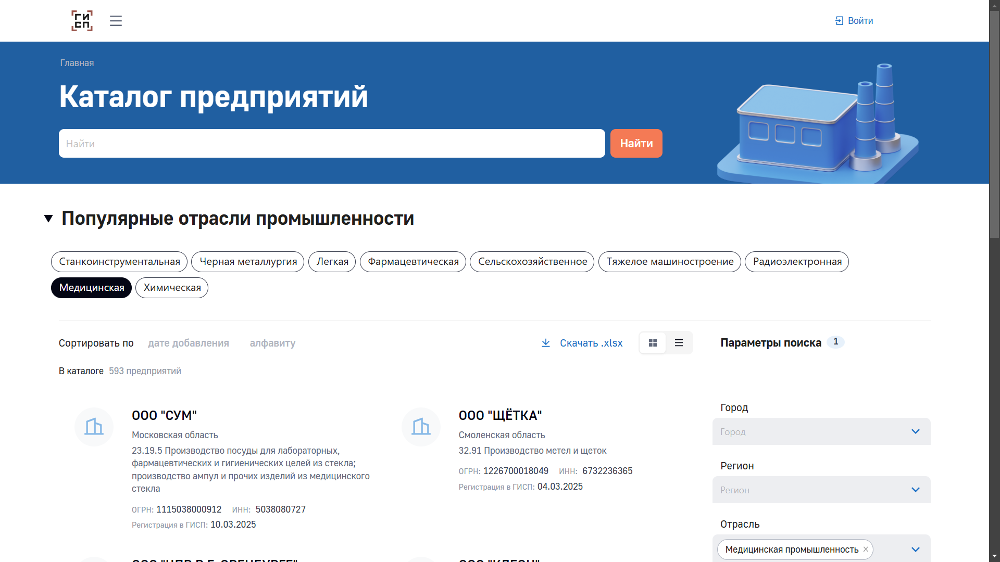 ГИ
СП
Войти
Главная
Каталог предприятий
Найти
Найти
Популярные отрасли промышленности
Станкоинструментальная
Черная металлургия
Легкая
Фармацевтическая
Сельскохозяйственное
Тяжелое машиностроение
Радиоэлектронная
Медицинская
Химическая
Сортировать по дате добавления алфавиту
Скачать .xlsx
Параметры поиска 1
В каталоге 593 предприятий
ООО "СУМ"
Московская область
23.19.5 Производство посуды для лабораторных,
фармацевтических и гигиенических целей из стекла;
производство ампул и прочих изделий из медицинского
стекла
ОГРН: 1115038000912 ИНН: 5038080727
Регистрация в ГИСП: 10.03.2025
ООО "ЩЁТКА"
Смоленская область
32.91 Производство метел и щеток
ОГРН: 1226700018049 ИНН: 6732236365
Регистрация в ГИСП: 04.03.2025
Город
Город
Регион
Регион
Отрасль
Медицинская промышленность